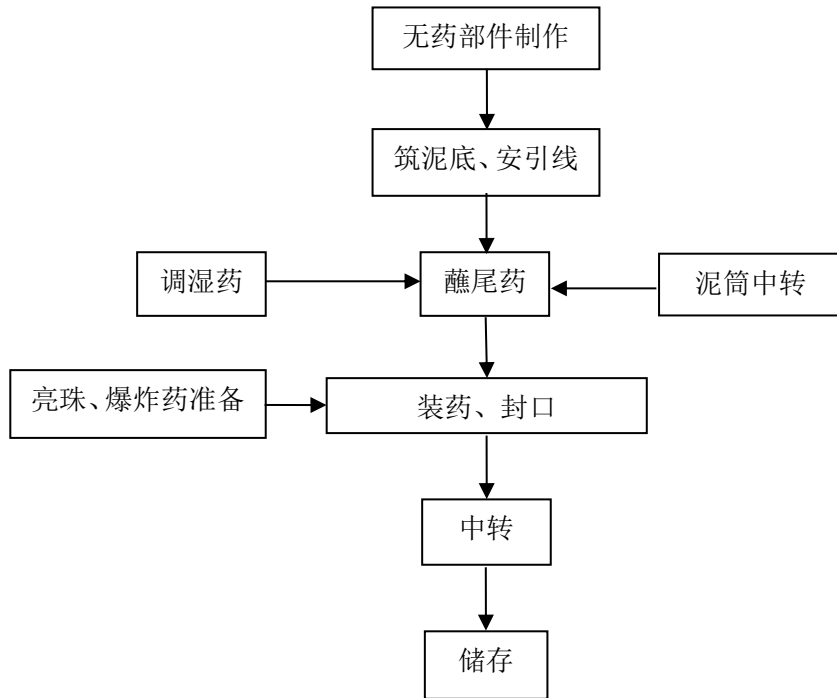 无药部件制作
筑泥底、安引线
调湿药
蘸尾药
泥筒中转
亮珠、爆炸药准备
装药、封口
中转
储存